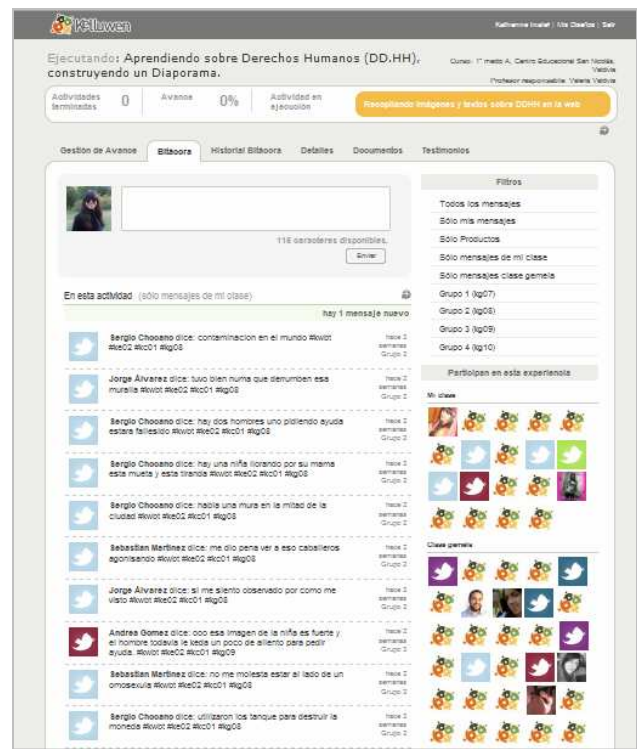 Kelluwen
Katherine Inalef | Mis Diseños | Salir
Ejecutando: Aprendiendo sobre Derechos Humanos (DD.HH),
construyendo un Diaporama.
Curso: 1° medio A, Centro Educacional San Nicolás,
Valdivia
Profesor responsable: Valeria Valdivia
Actividades
terminadas
0
Avance
0%
Actividad en
ejecución
Recopilando imágenes y textos sobre DDHH en la web
Gestión de Avance
Bitácora
Historial Bitácora
Detalles
Documentos
Testimonios
116 caracteres disponibles.
Enviar
En esta actividad (sólo mensajes de mi clase)
hay 1 mensaje nuevo
Sergio Chocano dice: contaminacion en el mundo #kwbt
#ke02 #kc01 #kg08
hace 2
semanas
Grupo 2
Jorge Álvarez dice: tuvo bien numa que derrumben esa
muralla #kwbt #ke02 #kc01 #kg08
hace 2
semanas
Grupo 2
Sergio Chocano dice: hay dos hombres uno pidiendo ayuda
estara fallesido #kwbt #ke02 #kc01 #kg08
hace 2
semanas
Grupo 2
Sergio Chocano dice: hay una niña llorando por su mama
esta mueta y esta tiranda #kwbt #ke02 #kc01 #kg08
hace 2
semanas
Grupo 2
Sergio Chocano dice: habia una mura en la mitad de la
ciudad #kwbt #ke02 #kc01 #kg08
hace 2
semanas
Grupo 2
Sebastian Martinez dice: me dio pena ver a eso caballeros
agonisando #kwbt #ke02 #kc01 #kg08
hace 2
semanas
Grupo 2
Jorge Álvarez dice: si me siento observado por como me
visto #kwbt #ke02 #kc01 #kg08
hace 2
semanas
Grupo 2
Andrea Gomez dice: ooo esa imagen de la niña es fuerte y
el hombre todavia le keda un poco de aliento para pedir
ayuda. #kwbt #ke02 #kc01 #kg09
hace 2
semanas
Grupo 3
Sebastian Martinez dice: no me molesta estar al lado de un
omosexula #kwbt #ke02 #kc01 #kg08
hace 2
semanas
Grupo 2
Sergio Chocano dice: utilizaron los tanque para destruir la
moneda #kwbt #ke02 #kc01 #kg08
hace 2
semanas
Grupo 2
Filtros
Todos los mensajes
Sólo mis mensajes
Sólo Productos
Sólo mensajes de mi clase
Sólo mensajes clase gemela
Grupo 1 (kg07)
Grupo 2 (kg08)
Grupo 3 (kg09)
Grupo 4 (kg10)
Participan en esta experiencia
Mi clase
Clase gemela